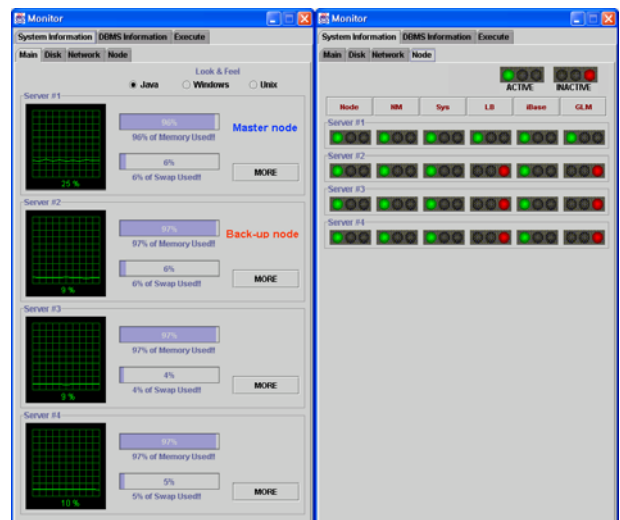 Monitor
System Information DBMS Information Execute
Main Disk Network Node
Look & Feel
Java Windows Unix
Server #1
96%
96% of Memory Used!!
Master node
6%
6% of Swap Used!!
MORE
25 %
Server #2
97%
97% of Memory Used!!
Back-up node
6%
6% of Swap Used!!
MORE
9 %
Server #3
97%
97% of Memory Used!!
4%
4% of Swap Used!!
MORE
9 %
Server #4
97%
97% of Memory Used!!
5%
5% of Swap Used!!
MORE
10 %
Monitor
System Information DBMS Information Execute
Main Disk Network Node
ACTIVE INACTIVE
Node NM Sys LB iBase GLM
Server #1
Server #2
Server #3
Server #4